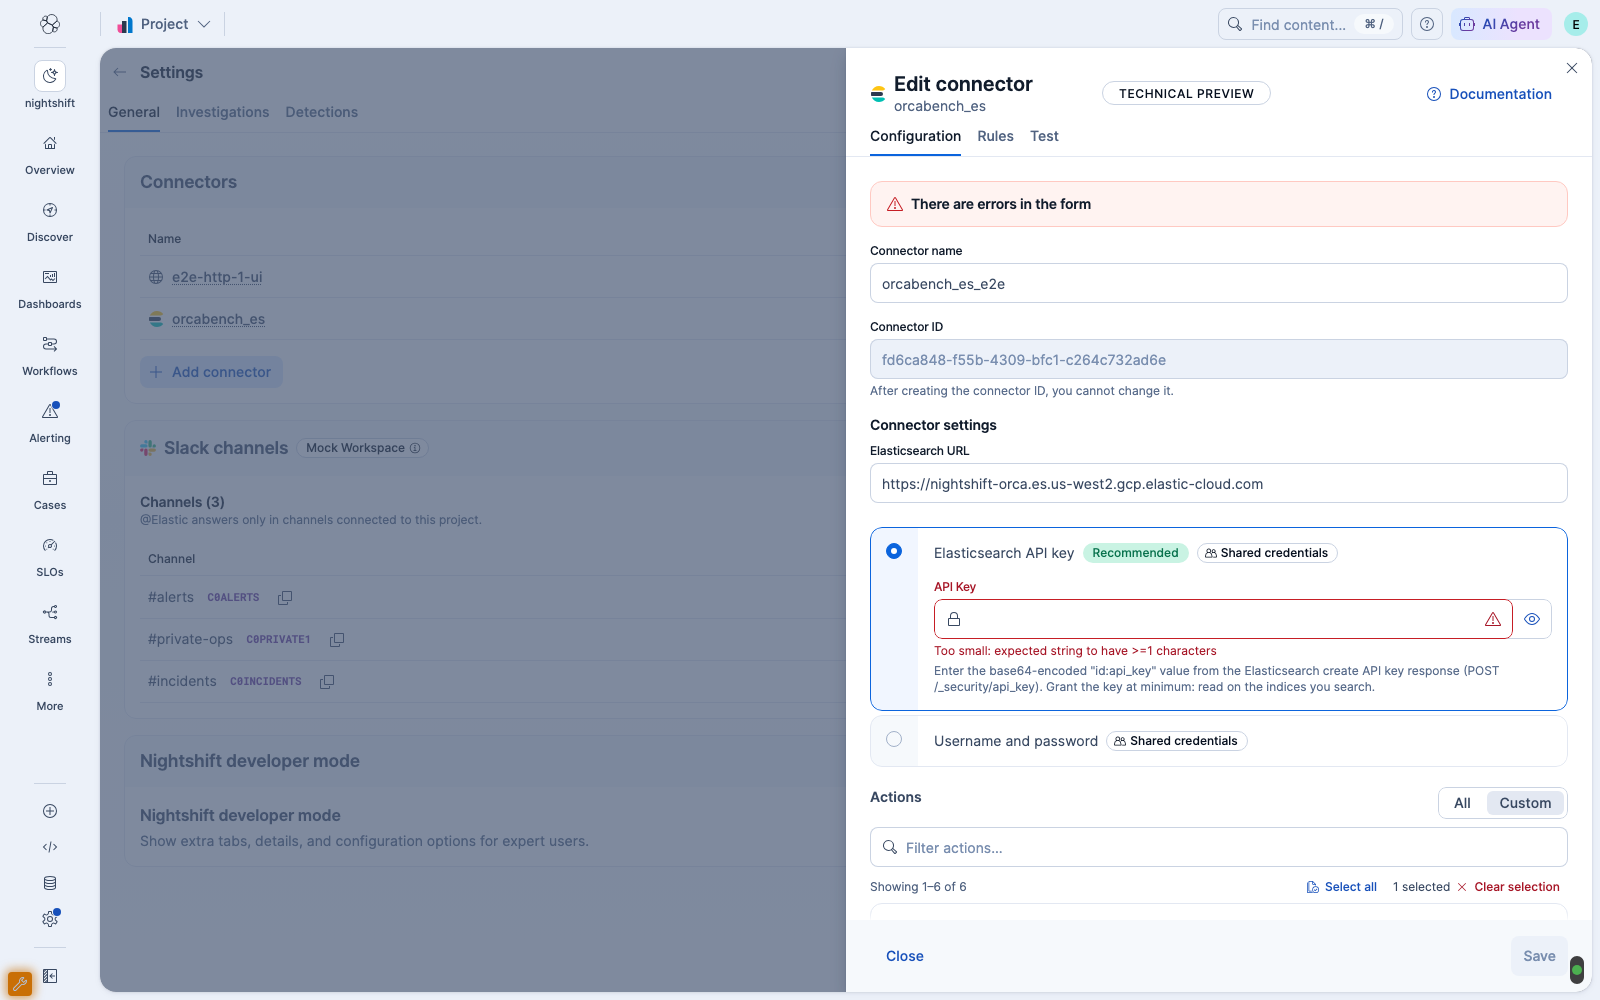 Project
Find content...
⌘ /
AI Agent
E
nightshift
Overview
Discover
Dashboards
Workflows
Alerting
Cases
SLOs
Streams
More
Settings
General
Investigations
Detections
Connectors
Name
e2e-http-1-ui
orcabench_es
Add connector
Slack channels
Mock Workspace
Channels (3)
@Elastic answers only in channels connected to this project.
Channel
#alerts C0ALERTS
#private-ops C0PRIVATE1
#incidents C0INCIDENTS
Nightshift developer mode
Nightshift developer mode
Show extra tabs, details, and configuration options for expert users.
Edit connector
orcabench_es
TECHNICAL PREVIEW
Documentation
Configuration
Rules
Test
There are errors in the form
Connector name
orcabench_es_e2e
Connector ID
fd6ca848-f55b-4309-bfc1-c264c732ad6e
After creating the connector ID, you cannot change it.
Connector settings
Elasticsearch URL
https://nightshift-orca.es.us-west2.gcp.elastic-cloud.com
Elasticsearch API key
Recommended
Shared credentials
API Key
Too small: expected string to have >=1 characters
Enter the base64-encoded "id:api_key" value from the Elasticsearch create API key response (POST
/_security/api_key). Grant the key at minimum: read on the indices you search.
Username and password
Shared credentials
Actions
All
Custom
Filter actions...
Showing 1–6 of 6
Select all
1 selected
Clear selection
Close
Save